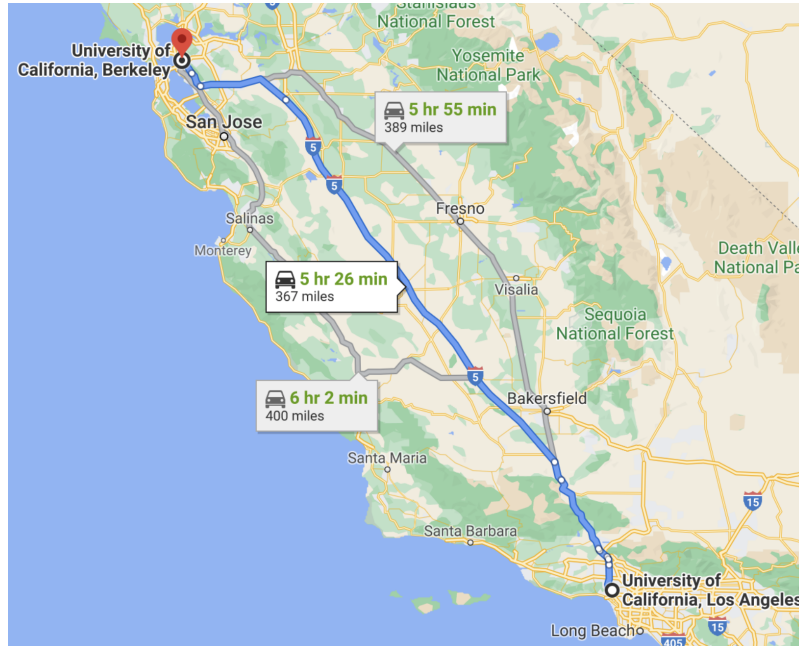 Stanislaus
National Forest
University of
California, Berkeley
Yosemite
National Park
5 hr 55 min
389 miles
San Jose
5
5
Fresno
Salinas
Monterey
Death Valle
National Pa
5 hr 26 min
367 miles
Visalia
Sequoia
National Forest
5
6 hr 2 min
400 miles
Bakersfield
Santa Maria
15
Santa Barbara
University of
California, Los Angeles
Long Beach
15
405